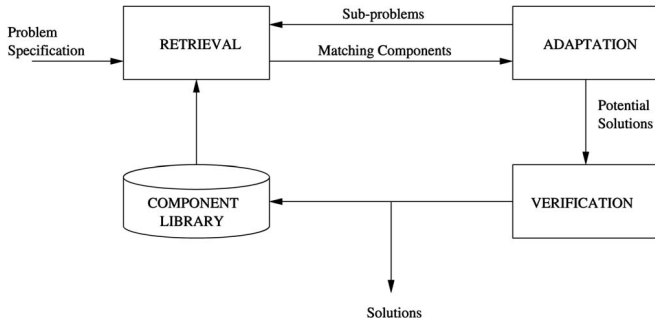 Problem
Specification
RETRIEVAL
Sub-problems
Matching Components
ADAPTATION
Potential
Solutions
COMPONENT
LIBRARY
VERIFICATION
Solutions